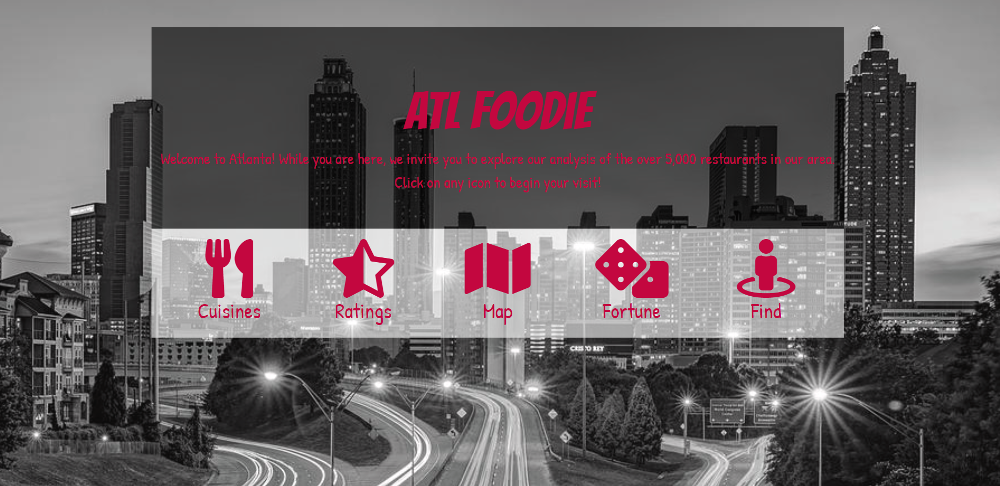 ATL FOODIE
Welcome to Atlanta! While you are here, we invite you to explore our analysis of the over 5,000 restaurants in our area.
Click on any icon to begin your visit!
Cuisines
Ratings
Map
Fortune
Find
CRISTO REY